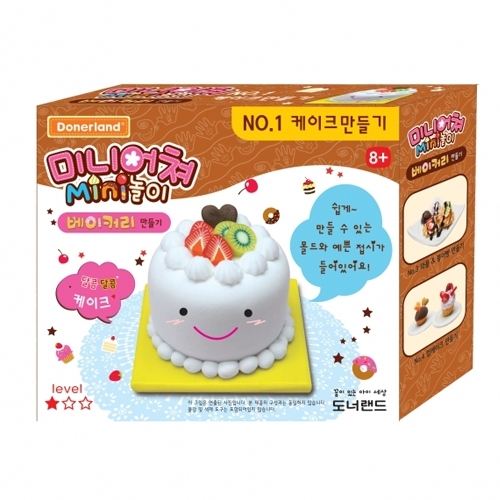 Donerland
NO.1 케이크만들기
8+
미니어쳐
Mini놀이
베이커리 만들기
달콤 달콤
케이크
쉽게~
만들 수 있는
몰드와 예쁜 접시가
들어있어요!
level
꿈이 있는 아이 세상
도너랜드
미니어쳐
Mini놀이
베이커리 만들기